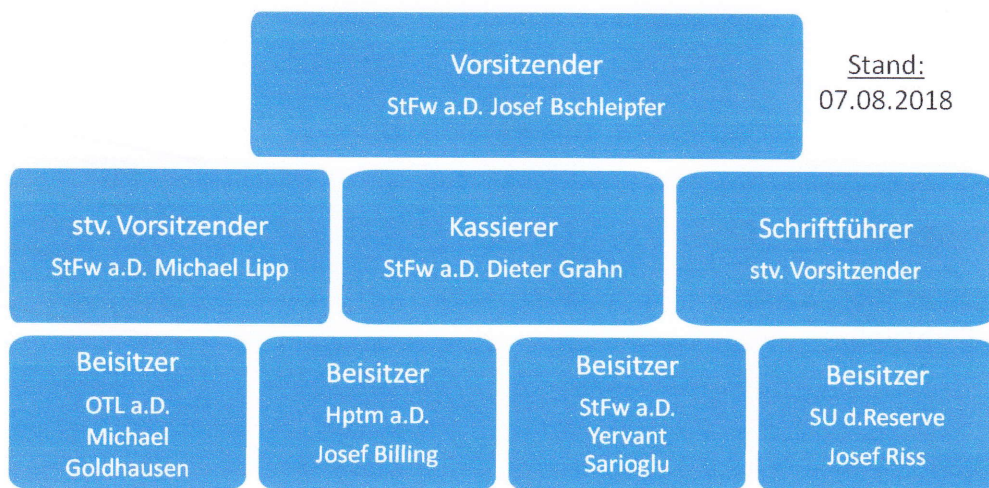 Vorsitzender
StFw a.D. Josef Bschleipfer
Stand:
07.08.2018
stv. Vorsitzender
StFw a.D. Michael Lipp
Kassierer
StFw a.D. Dieter Grahn
Schriftführer
stv. Vorsitzender
Beisitzer
OTL a.D.
Michael
Goldhausen
Beisitzer
Hptm a.D.
Josef Billing
Beisitzer
StFw a.D.
Yervant
Sarioglu
Beisitzer
SU d.Reserve
Josef Riss